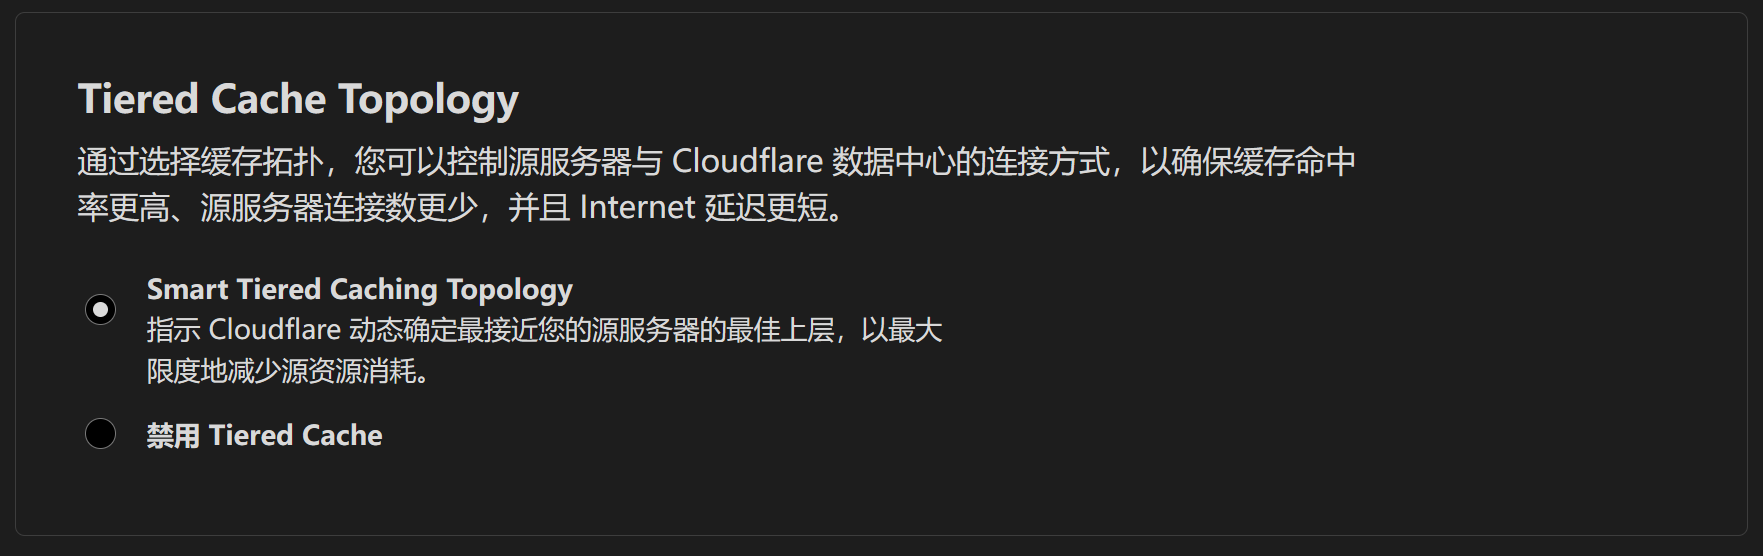 Tiered Cache Topology
通过选择缓存拓扑，您可以控制源服务器与 Cloudflare 数据中心的连接方式，以确保缓存命中
率更高、源服务器连接数更少，并且 Internet 延迟更短。
Smart Tiered Caching Topology
指示 Cloudflare 动态确定最接近您的源服务器的最佳上层，以最大
限度地减少源资源消耗。
禁用 Tiered Cache